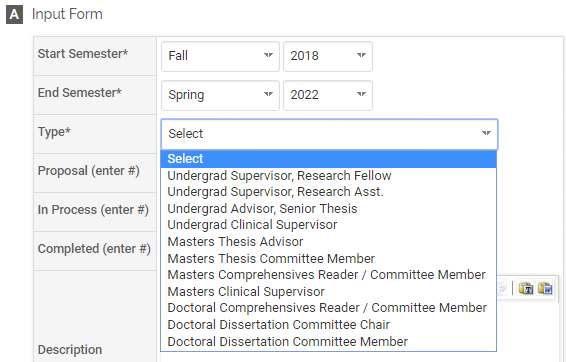 A Input Form
Start Semester* Fall 2018
End Semester* Spring 2022
Type* Select
Select
Undergrad Supervisor, Research Fellow
Undergrad Supervisor, Research Asst.
Proposal (enter #)
Undergrad Advisor, Senior Thesis
In Process (enter #)
Undergrad Clinical Supervisor
Masters Thesis Advisor
Completed (enter #)
Masters Thesis Committee Member
Masters Comprehensives Reader / Committee Member
Masters Clinical Supervisor
Doctoral Comprehensives Reader / Committee Member
Doctoral Dissertation Committee Chair
Doctoral Dissertation Committee Member
Description